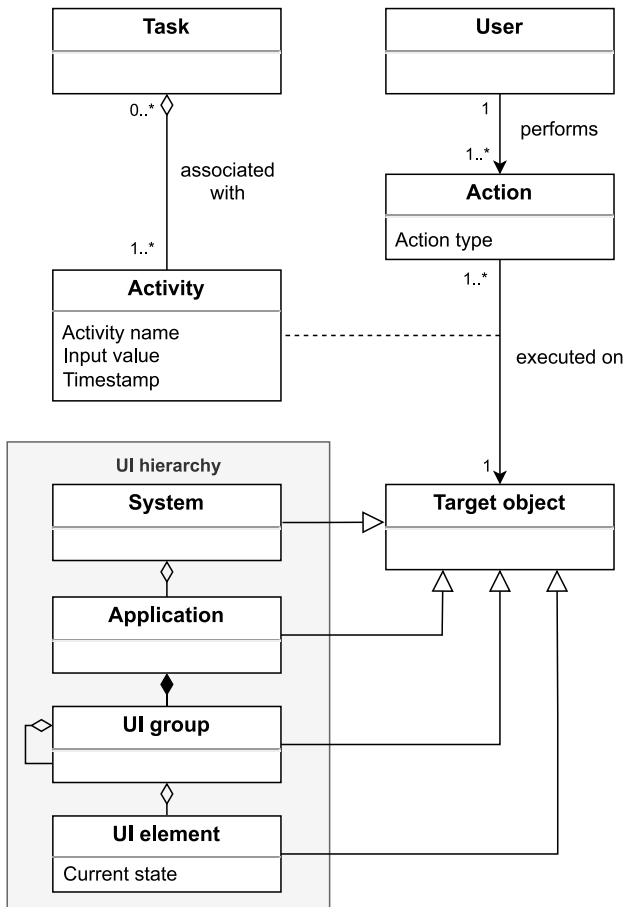 Task
User
0..*
1
performs
associated
with
1..*
Action
Action type
1..*
1..*
Activity
Activity name
Input value
Timestamp
executed on
UI hierarchy
1
System
Target object
Application
UI group
UI element
Current state